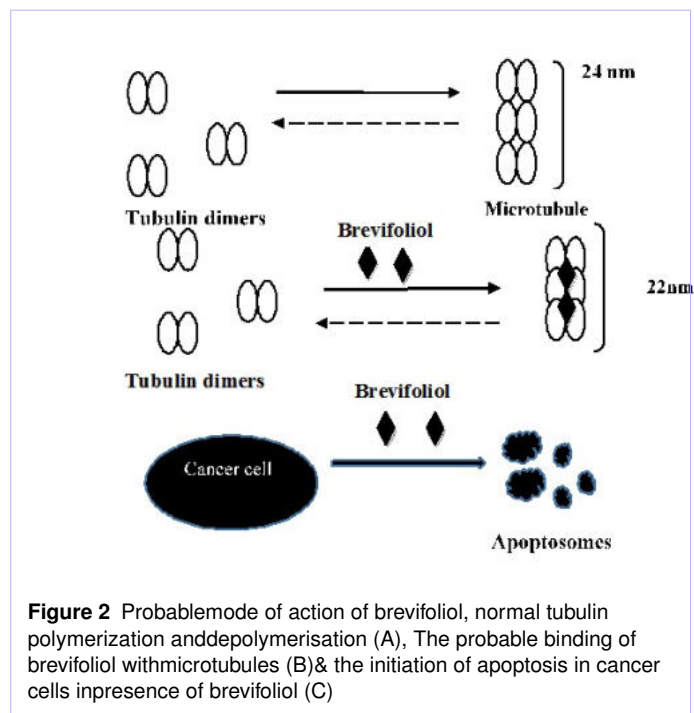 24 nm
Tubulin dimers
Microtubule
Brevifoliol
22nm
Tubulin dimers
Brevifoliol
Cancer cell
Apoptosomes
Figure 2 Probablemode of action of brevifoliol, normal tubulin
polymerization anddepolymerisation (A), The probable binding of
brevifoliol withmicrotubules (B)& the initiation of apoptosis in cancer
cells inpresence of brevifoliol (C)